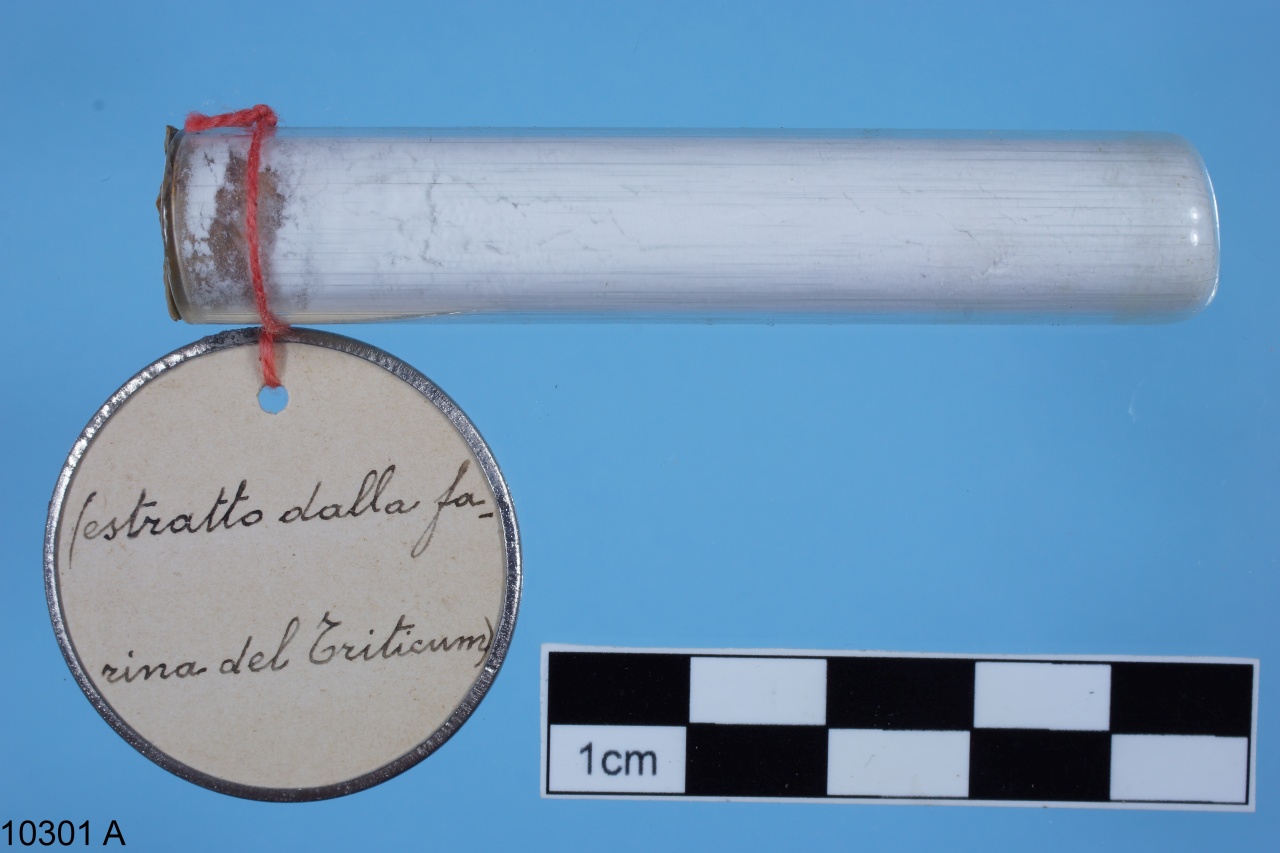 (estratto dalla fa-
rina del Triticum)
1cm
10301 A